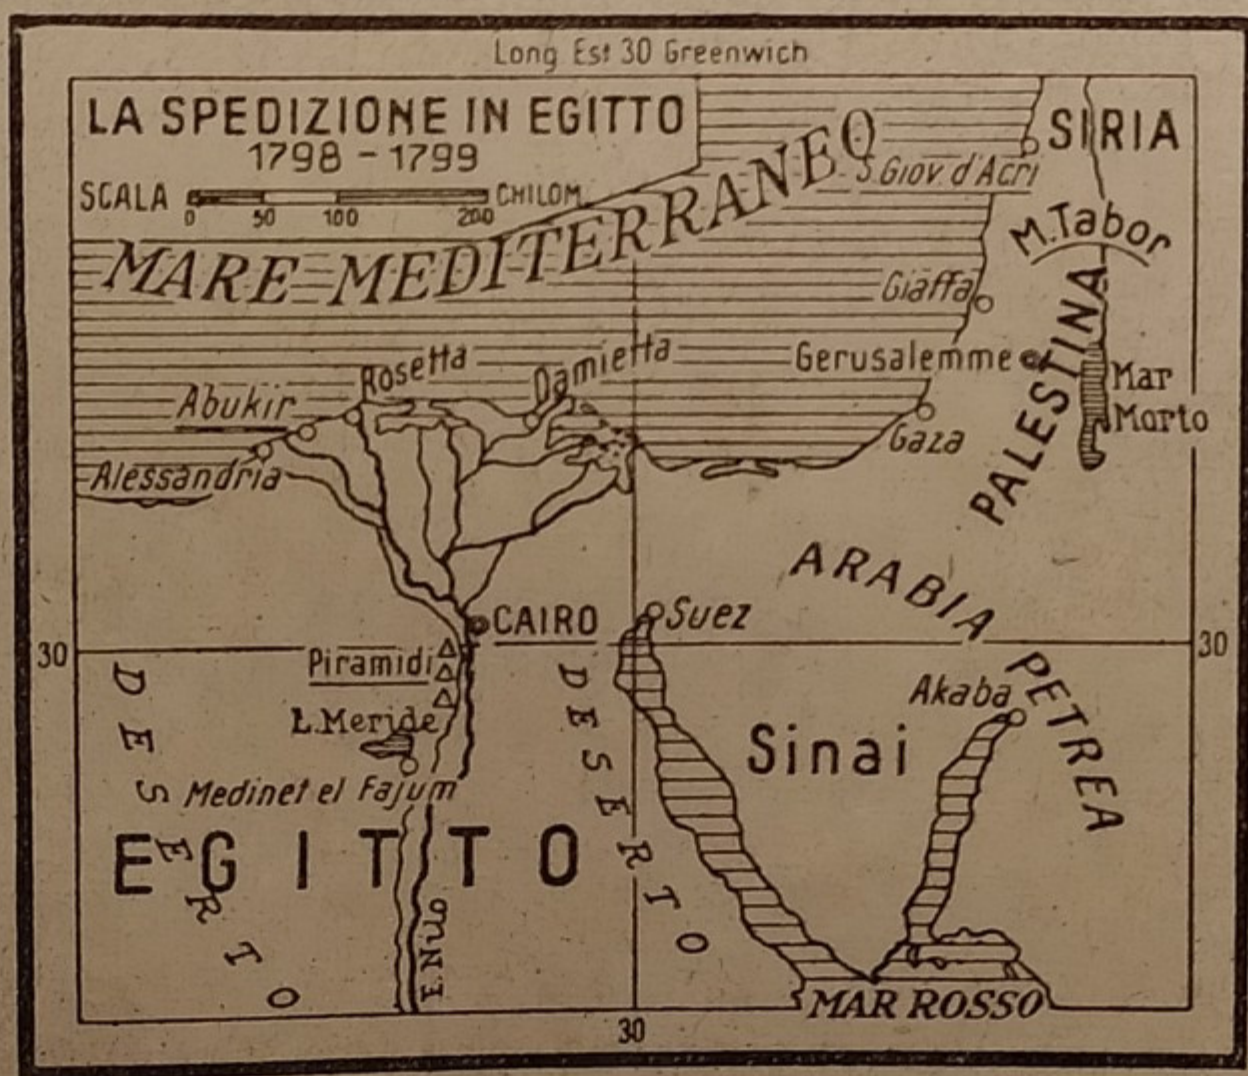 Long Est 30 Greenwich
LA SPEDIZIONE IN EGITTO
1798 - 1799
SCALA 0 50 100 200 CHILOM.
SIRIA
MARE MEDITERRANEO
S. Giov. d'Acri
M. Tabor
Giaffa
PALESTINA
Gerusalemme
Mar
Morto
Rosetta
Damietta
Abukir
Gaza
Alessandria
ARABIA PETREA
CAIRO
Suez
30
30
Piramidi
Akaba
L. Meride
Sinai
Medinet el Fajum
DESERTO
DESERTO
EGITTO
F. Nilo
MAR ROSSO
30